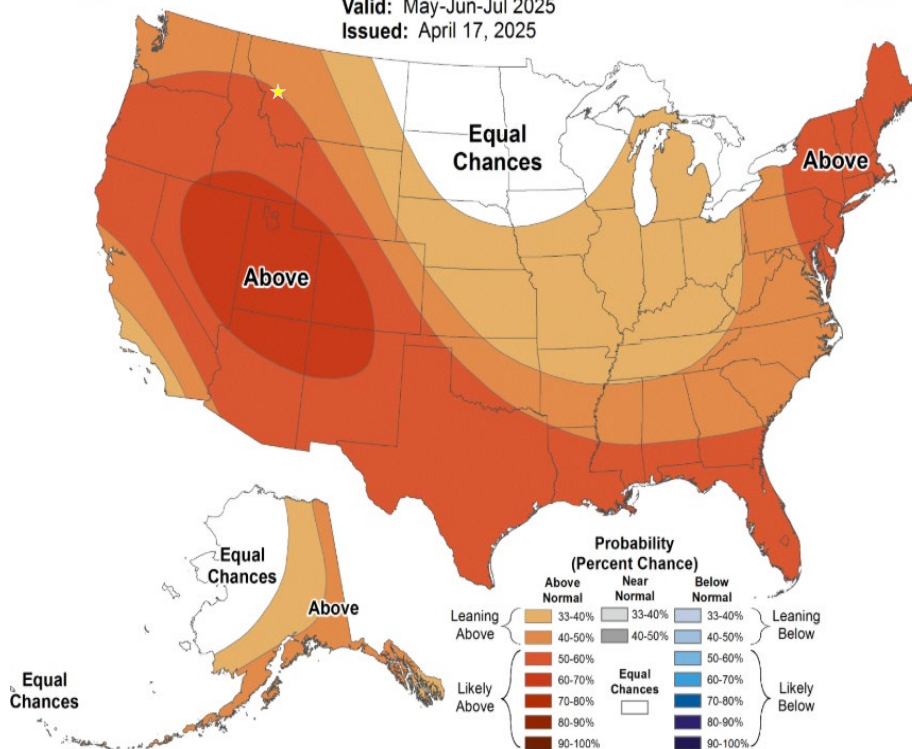 Valid: May-Jun-Jul 2025
Issued: April 17, 2025
Equal
Chances
Above
Above
Equal
Chances
Above
Equal
Chances
Probability
(Percent Chance)
Above
Normal
Near
Normal
Below
Normal
Leaning
Above
33-40%
33-40%
33-40%
40-50%
40-50%
40-50%
Leaning
Below
Likely
Above
50-60%
60-70%
70-80%
80-90%
90-100%
Equal
Chances
50-60%
60-70%
70-80%
80-90%
90-100%
Likely
Below